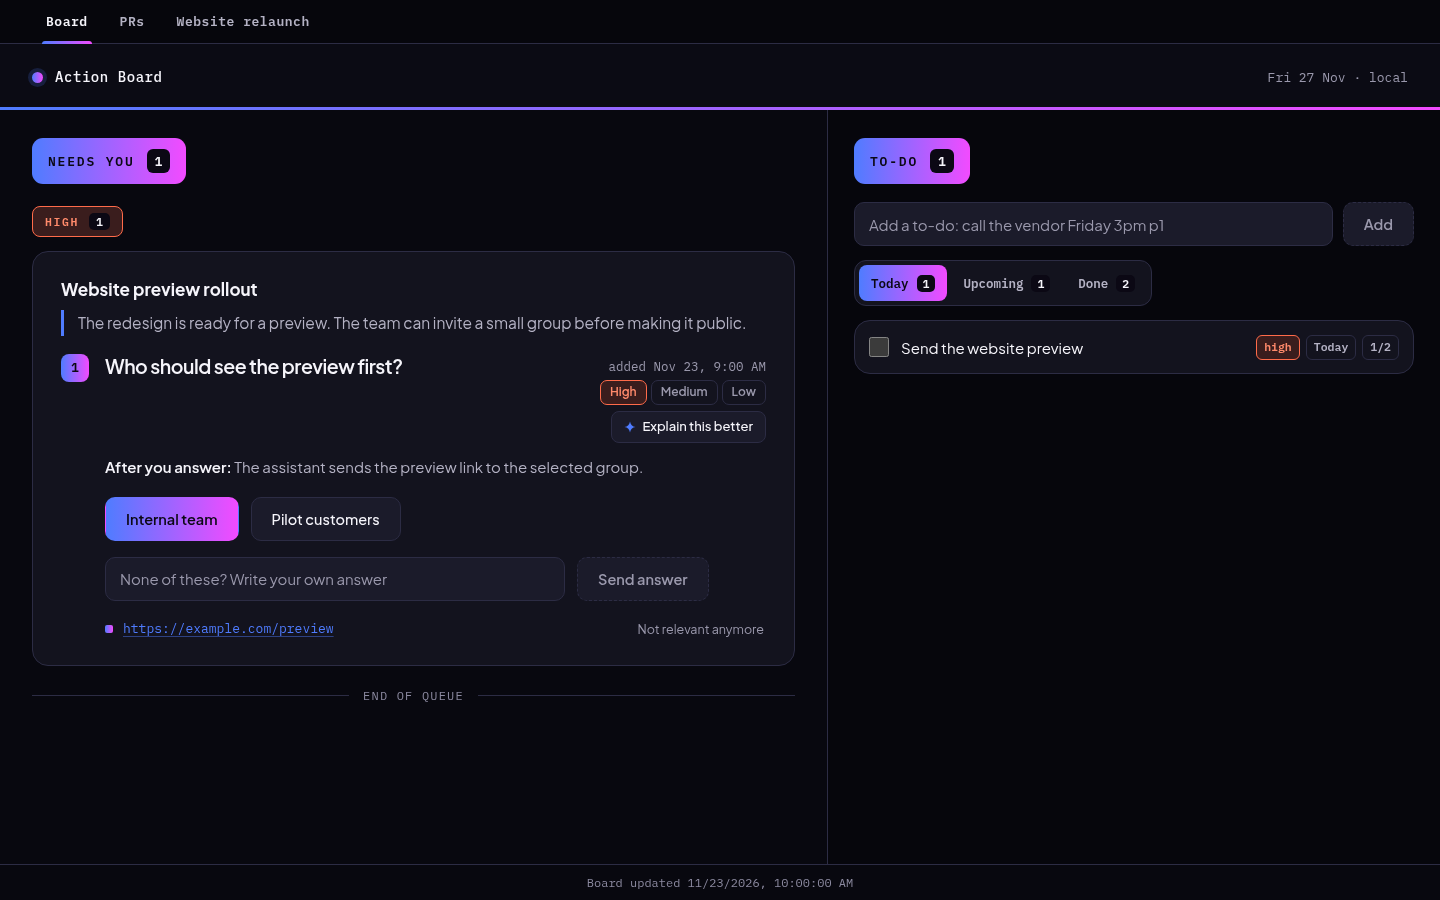 Board PRs Website relaunch
Action Board
Fri 27 Nov · local
NEEDS YOU 1
HIGH 1
Website preview rollout
The redesign is ready for a preview. The team can invite a small group before making it public.
1 Who should see the preview first?
added Nov 23, 9:00 AM
High Medium Low
✦ Explain this better
After you answer: The assistant sends the preview link to the selected group.
Internal team Pilot customers
None of these? Write your own answer Send answer
https://example.com/preview Not relevant anymore
END OF QUEUE
TO-DO 1
Add a to-do: call the vendor Friday 3pm p1 Add
Today 1 Upcoming 1 Done 2
Send the website preview high Today 1/2
Board updated 11/23/2026, 10:00:00 AM